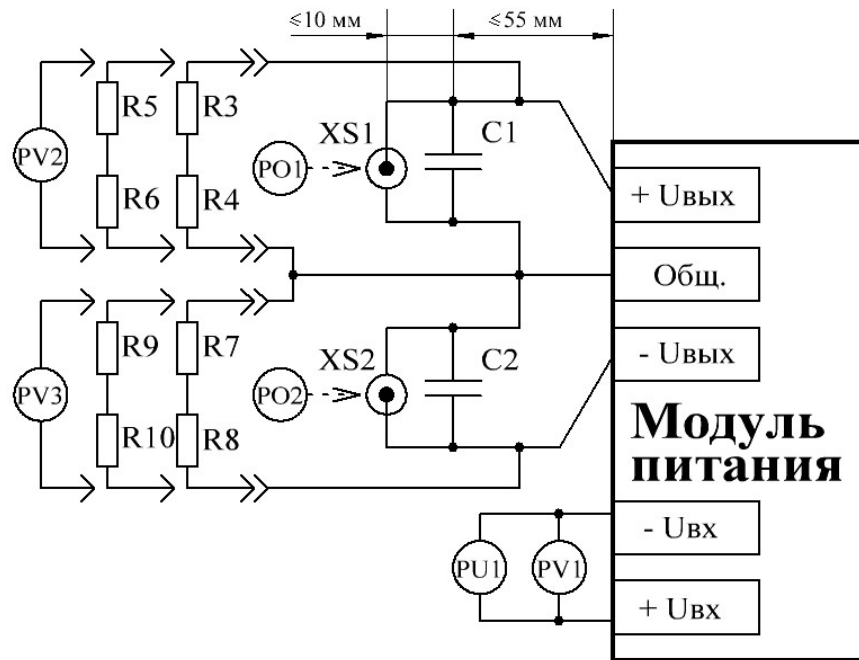 ≤10 мм
≤55 мм
R5
R3
XS1
C1
PV2
PO1
R6
R4
+ Uвых
Общ.
R9
R7
XS2
C2
- Uвых
PV3
PO2
R10
R8
Модуль
питания
- Uвх
PU1
PV1
+ Uвх